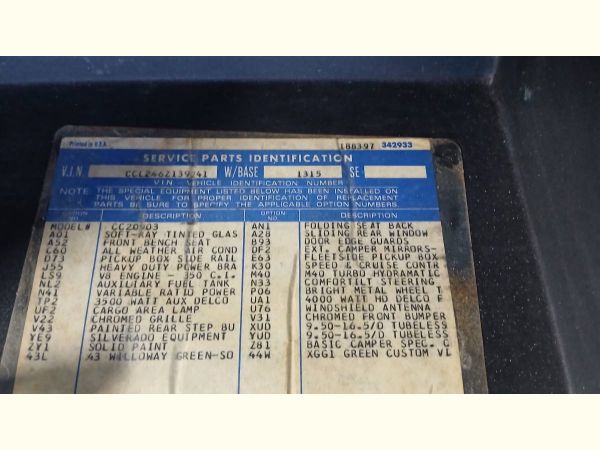 Printed in U.S.A. 188397 342933
SERVICE PARTS IDENTIFICATION
V.I.N. CCL246Z139241 W/BASE 1315 SE
V.I.N. - VEHICLE IDENTIFICATION NUMBER
NOTE THE SPECIAL EQUIPMENT LISTED BELOW HAS BEEN INSTALLED ON
THIS VEHICLE FOR PROPER IDENTIFICATION OF REPLACEMENT
PARTS BE SURE TO SPECIFY THE APPLICABLE OPTION NUMBER
OPTION NO. DESCRIPTION OPTION NO. DESCRIPTION
MODEL# CC20903 AN1 FOLDING SEAT BACK
A01 SOFT-RAY TINTED GLAS A28 SLIDING REAR WINDOW
A52 FRONT BENCH SEAT B93 DOOR EDGE GUARDS
C60 ALL WEATHER AIR COND DF2 EXT. CAMPER MIRRORS-
D73 PICKUP BOX SIDE RAIL E63 FLEETSIDE PICKUP BOX
J55 HEAVY DUTY POWER BRA K30 SPEED & CRUISE CONTR
LS9 V8 ENGINE - 350 C.I. M40 M40 TURBO HYDRAMATIC
NL2 AUXILIARY FUEL TANK N33 COMFORTILT STEERING
N41 VARIABLE RATIO POWER P06 BRIGHT METAL WHEEL T
TP2 3500 WATT AUX DELCO UA1 4000 WATT HD DELCO F
UF2 CARGO AREA LAMP U76 WINDSHIELD ANTENNA
V22 CHROMED GRILLE V31 CHROMED FRONT BUMPER
V43 PAINTED REAR STEP BU XUD 9.50-16.5/D TUBELESS
YE9 SILVERADO EQUIPMENT YUD 9.50-16.5/D TUBELESS
ZY1 SOLID PAINT Z81 BASIC CAMPER SPEC. O
43L 43 WILLOWAY GREEN-SO 44W XGG1 GREEN CUSTOM VI